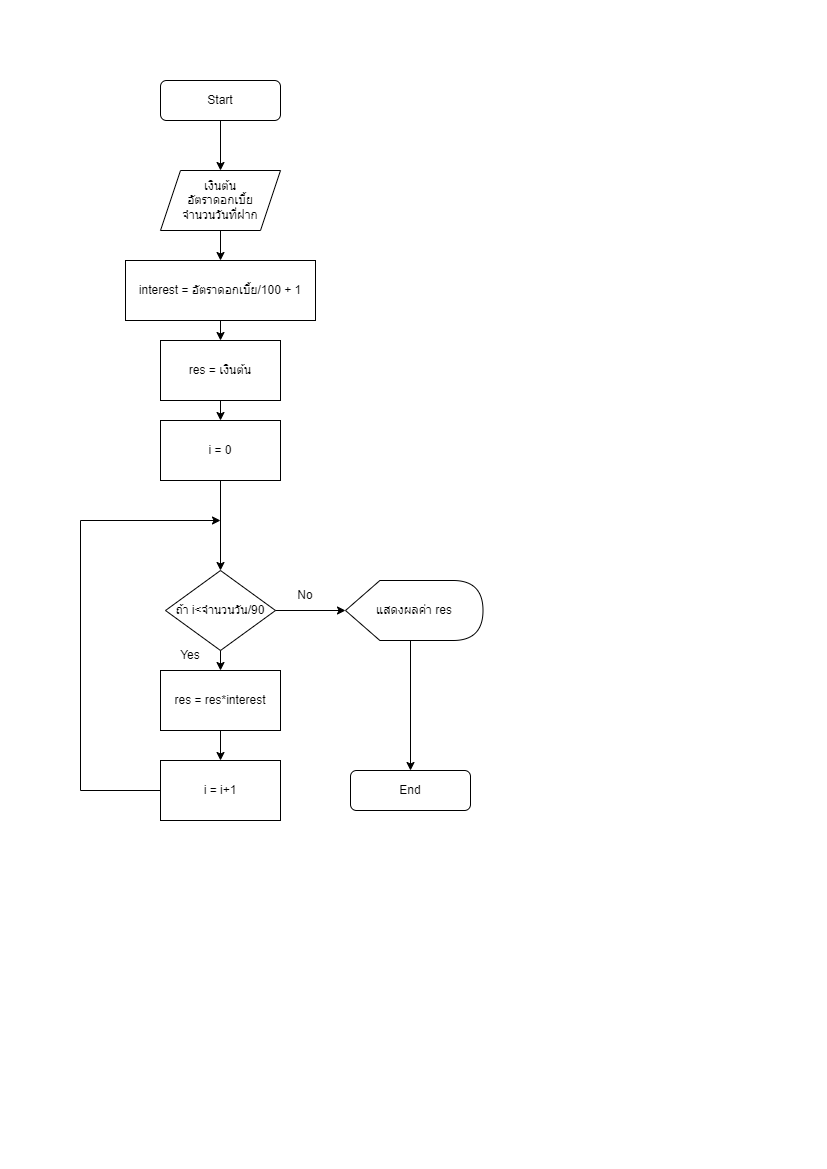 Start
เงินต้น
อัตราดอกเบี้ย
จำนวนวันที่ฝาก
interest = อัตราดอกเบี้ย/100 + 1
res = เงินต้น
i = 0
ถ้า i<จำนวนวัน/90
No
แสดงผลค่า res
Yes
res = res*interest
i = i+1
End